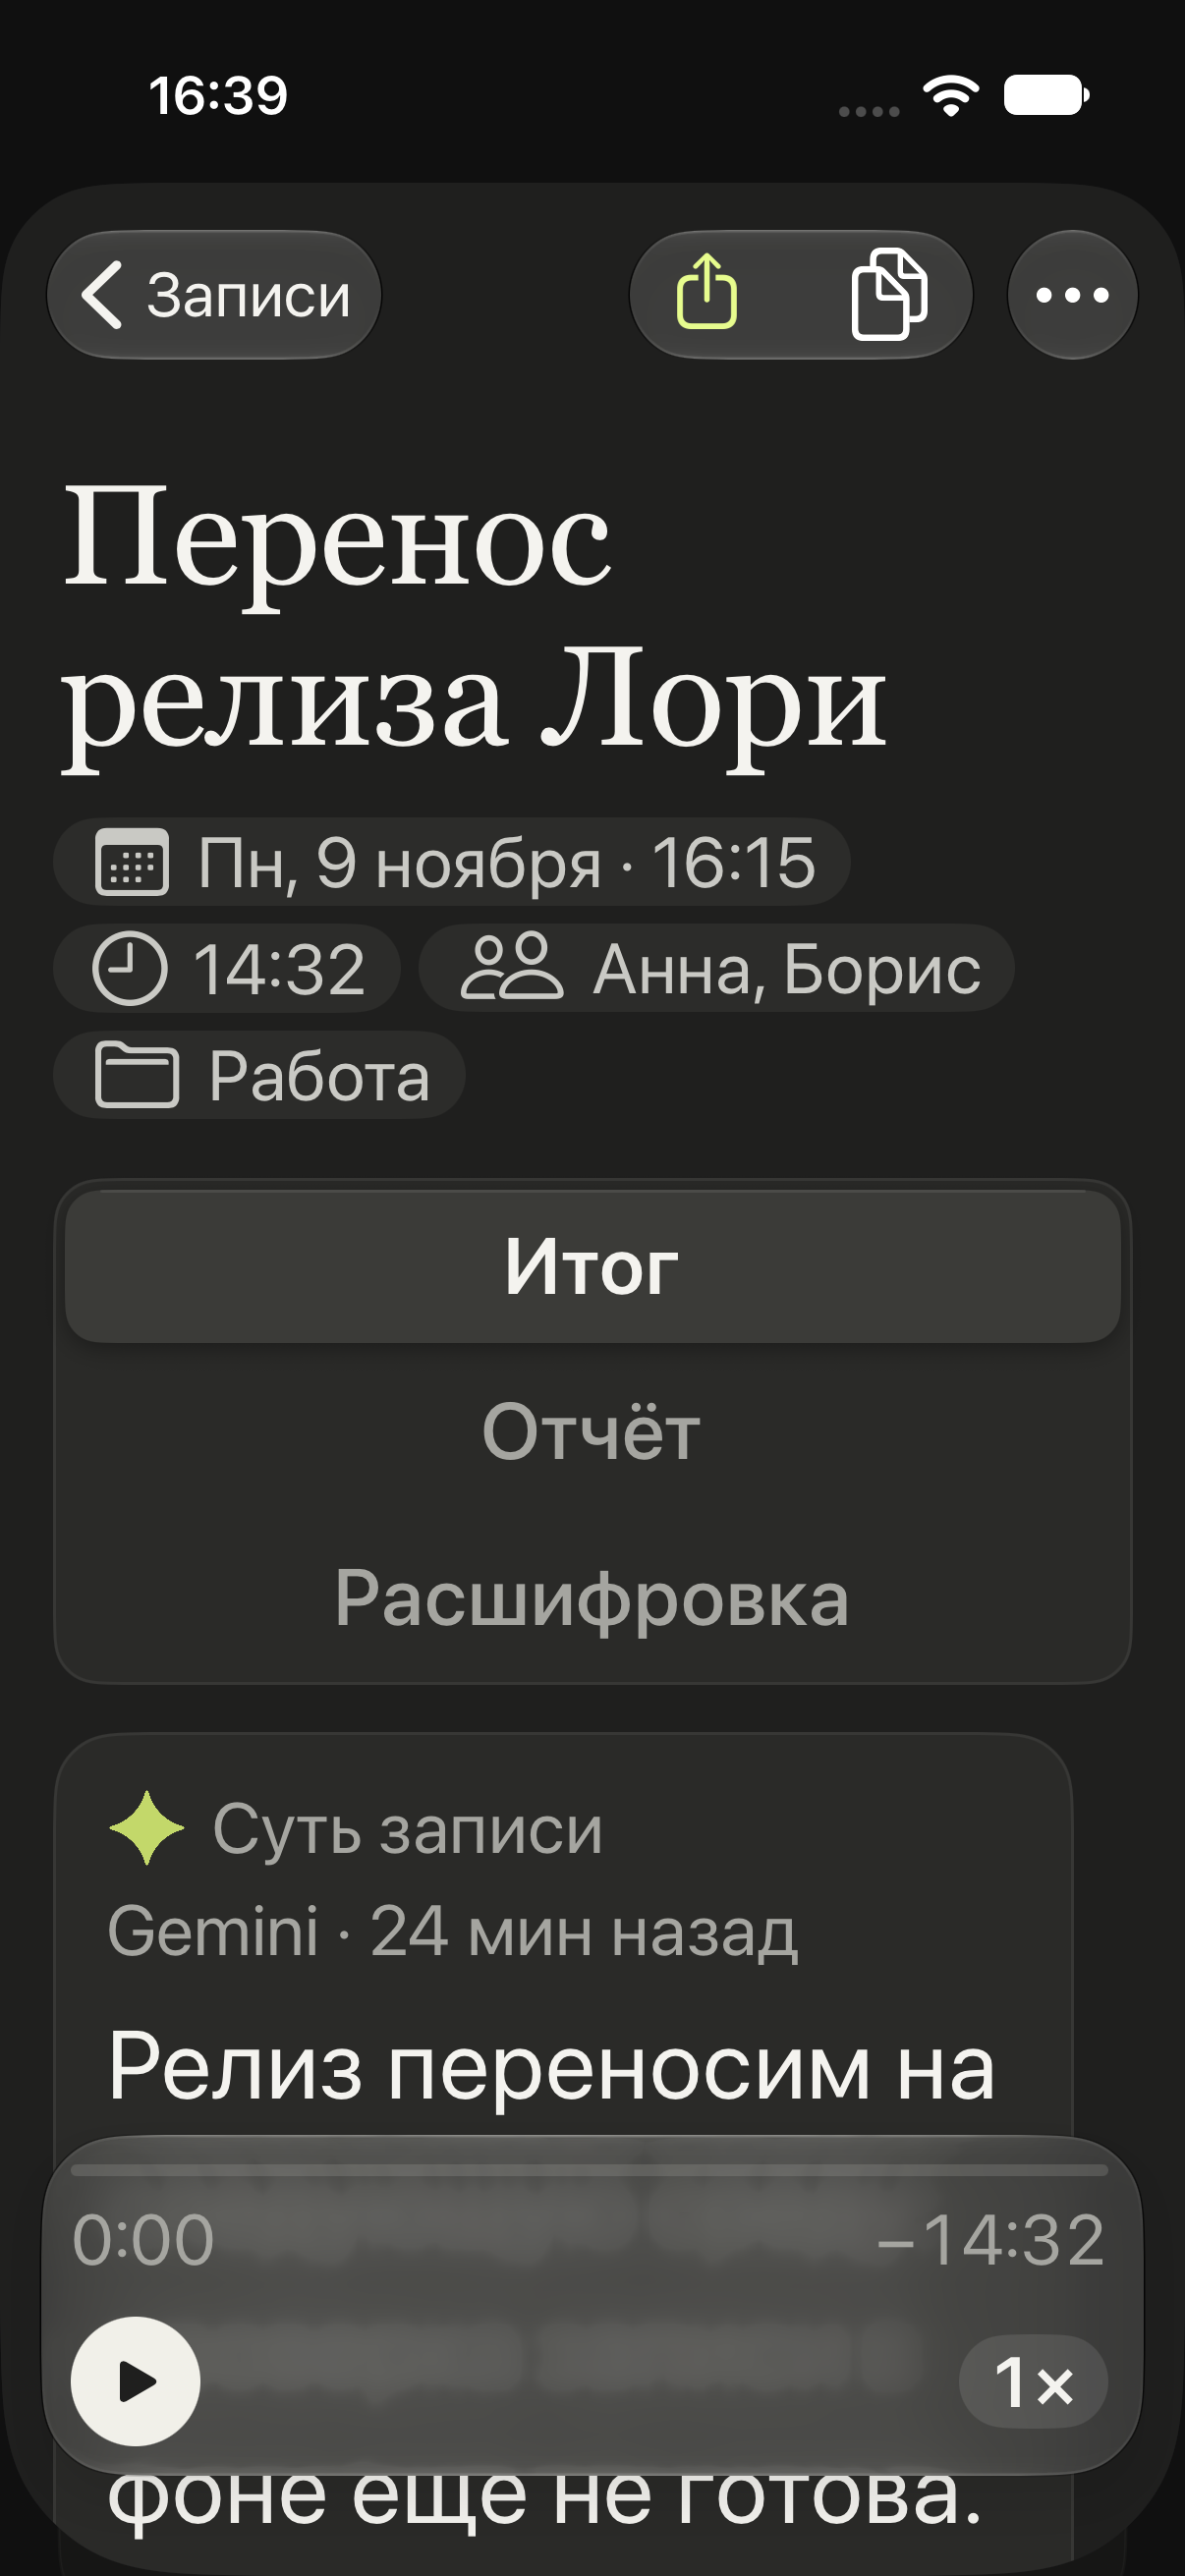 16:39
Записи
Перенос
релиза Лори
Пн, 9 ноября · 16:15
14:32 Анна, Борис
Работа
Итог
Отчёт
Расшифровка
Суть записи
Gemini · 24 мин назад
Релиз переносим на
0:00 –14:32
1×
фоне ещё не готова.